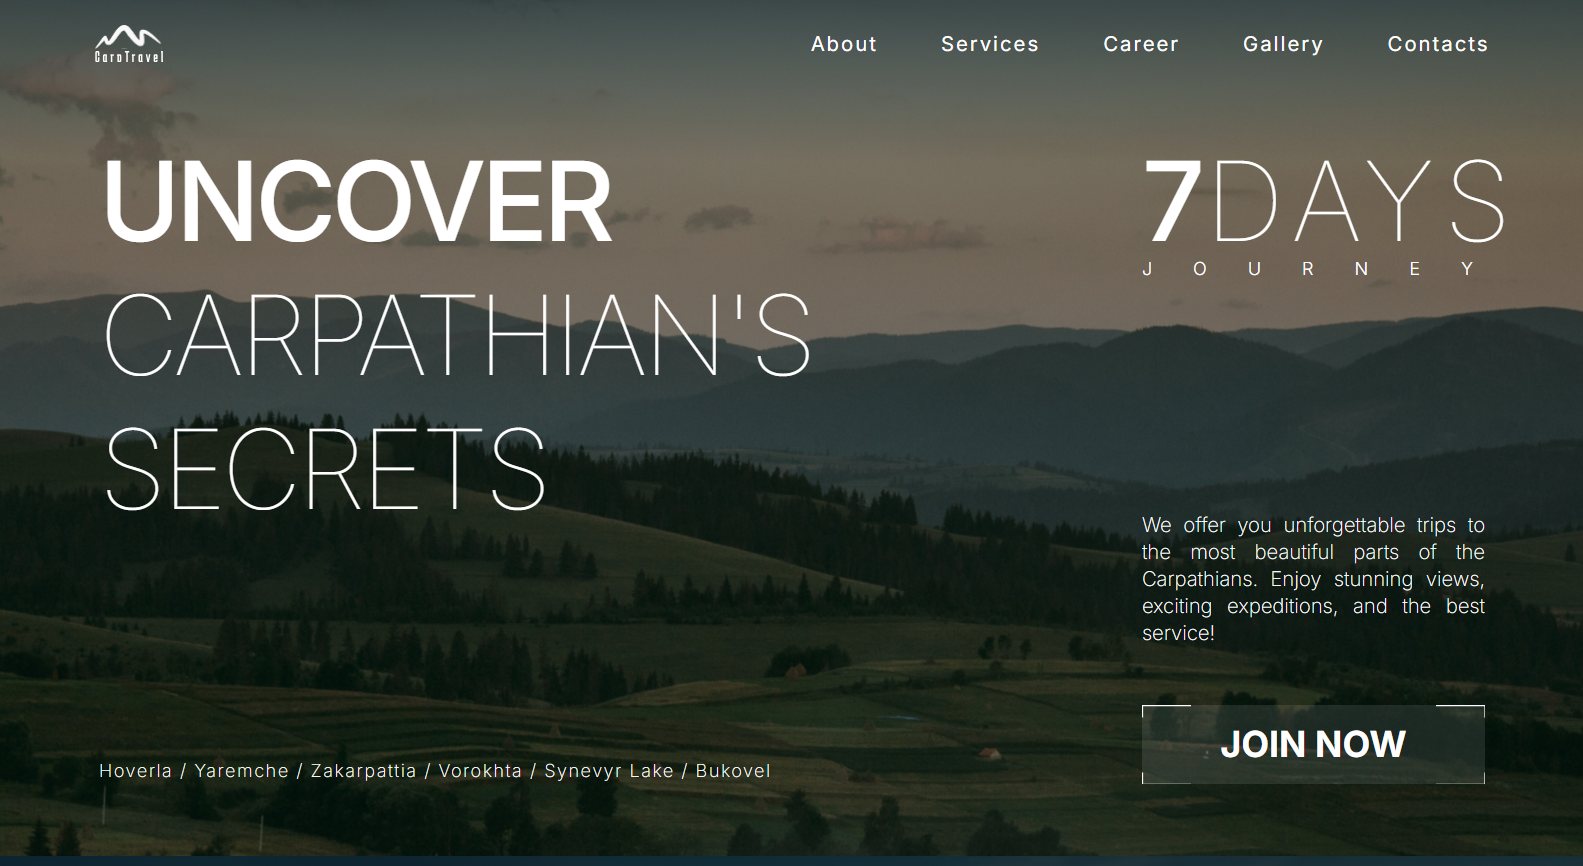 CaroTravel
About Services Career Gallery Contacts
UNCOVER
CARPATHIAN'S
SECRETS
7DAYS
JOURNEY
We offer you unforgettable trips to
the most beautiful parts of the
Carpathians. Enjoy stunning views,
exciting expeditions, and the best
service!
JOIN NOW
Hoverla / Yaremche / Zakarpattia / Vorokhta / Synevyr Lake / Bukovel